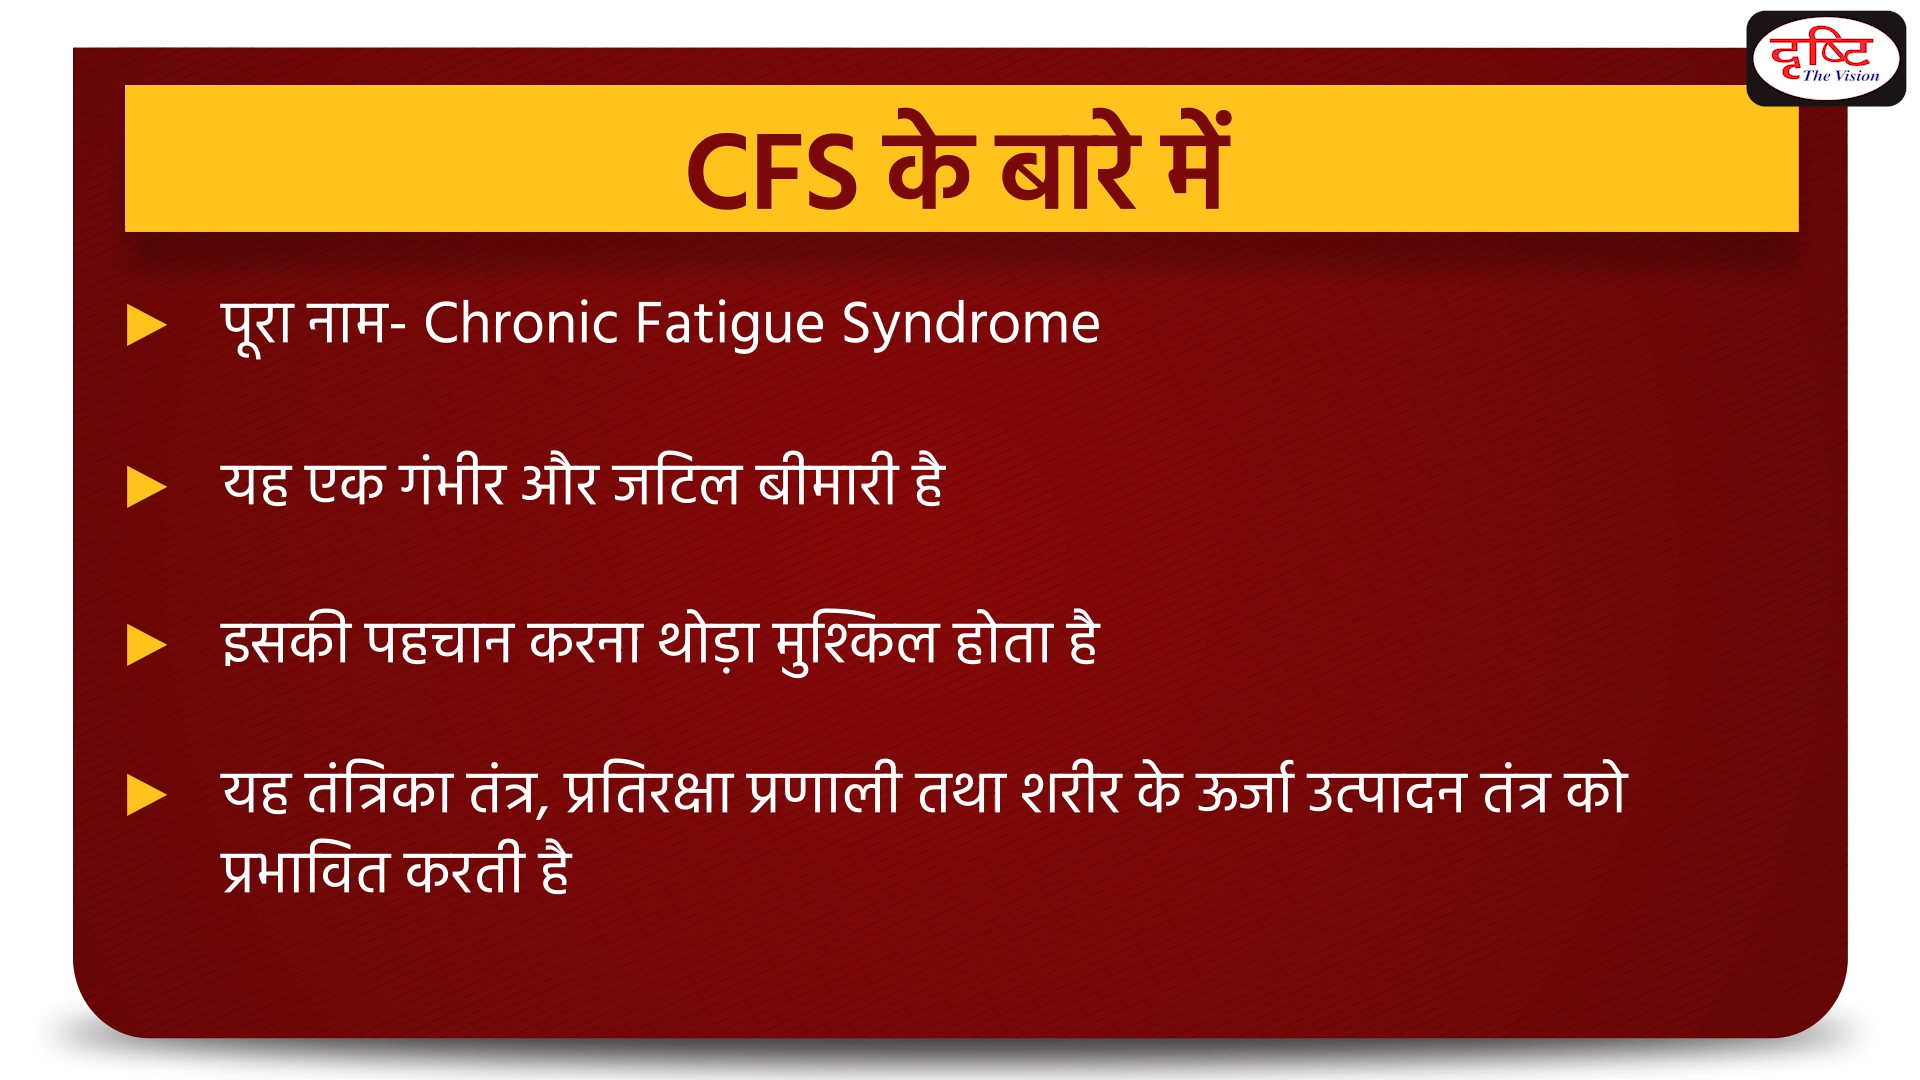 दृष्टि
The Vision
CFS के बारे में
पूरा नाम- Chronic Fatigue Syndrome
यह एक गंभीर और जटिल बीमारी है
इसकी पहचान करना थोड़ा मुश्किल होता है
यह तंत्रिका तंत्र, प्रतिरक्षा प्रणाली तथा शरीर के ऊर्जा उत्पादन तंत्र को
प्रभावित करती है